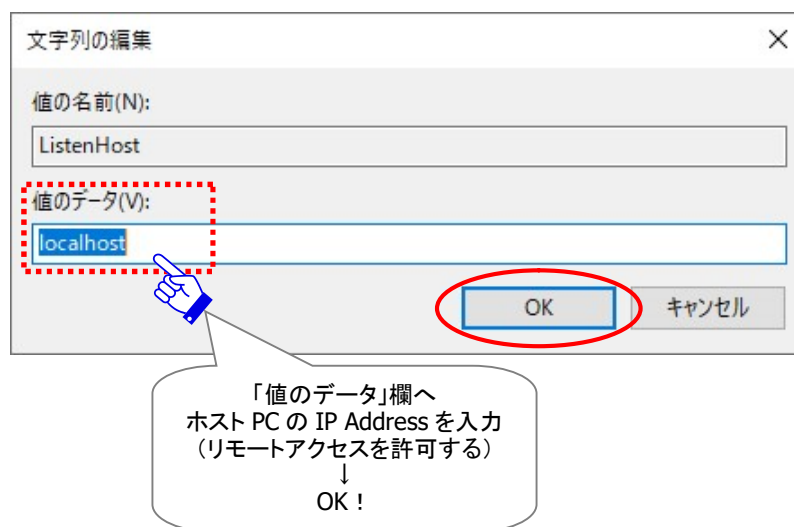 文字列の編集
値の名前(N):
ListenHost
値のデータ(V):
localhost
OK
キャンセル
「値のデータ」欄へ
ホスト PC の IP Address を入力
（リモートアクセスを許可する）
↓
OK！